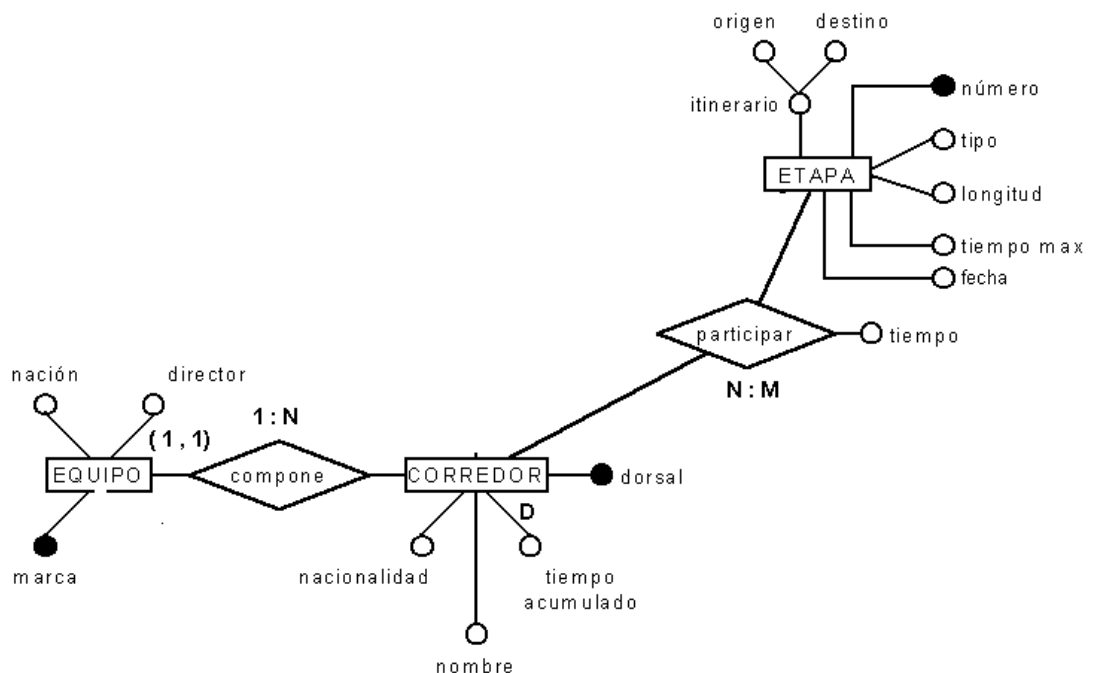 origen
destino
itinerario
número
tipo
ETAPA
longitud
tiempo max
fecha
participar
tiempo
N:M
nación
director
1:N
(1,1)
EQUIPO
compone
CORREDOR
dorsal
D
marca
nacionalidad
tiempo
acumulado
nombre